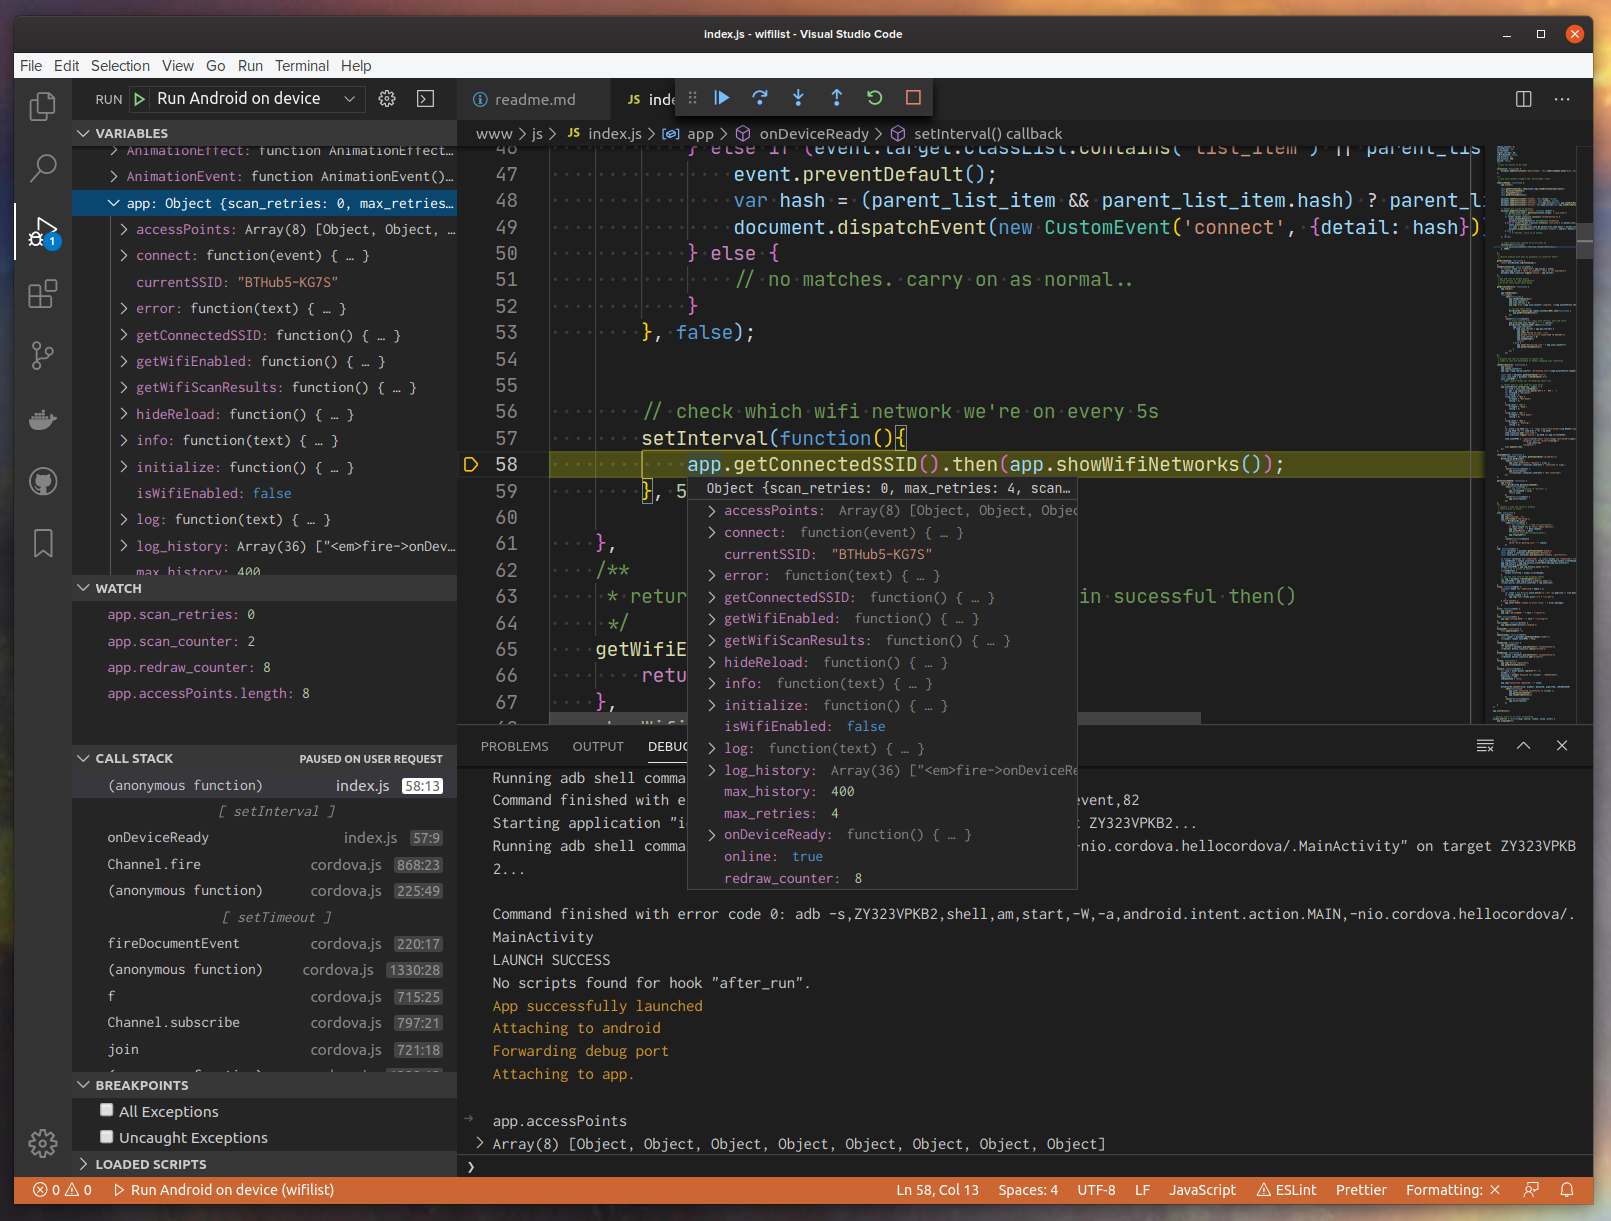 index.js - wifilist - Visual Studio Code
File Edit Selection View Go Run Terminal Help
RUN Run Android on device
VARIABLES
AnimationEffect: function AnimationEffect…
AnimationEvent: function AnimationEvent()…
app: Object {scan_retries: 0, max_retries…
accessPoints: Array(8) [Object, Object, …
connect: function(event) { … }
currentSSID: "BTHub5-KG7S"
error: function(text) { … }
getConnectedSSID: function() { … }
getWifiEnabled: function() { … }
getWifiScanResults: function() { … }
hideReload: function() { … }
info: function(text) { … }
initialize: function() { … }
isWifiEnabled: false
log: function(text) { … }
log_history: Array(36) ["<em>fire->onDev…
max_history: 400
WATCH
app.scan_retries: 0
app.scan_counter: 2
app.redraw_counter: 8
app.accessPoints.length: 8
CALL STACK PAUSED ON USER REQUEST
(anonymous function) index.js 58:13
[ setInterval ]
onDeviceReady index.js 57:9
Channel.fire cordova.js 868:23
(anonymous function) cordova.js 225:49
[ setTimeout ]
fireDocumentEvent cordova.js 220:17
(anonymous function) cordova.js 1330:28
f cordova.js 715:25
Channel.subscribe cordova.js 797:21
join cordova.js 721:18
BREAKPOINTS
All Exceptions
Uncaught Exceptions
LOADED SCRIPTS
readme.md JS inde
www > js > JS index.js > app > onDeviceReady > setInterval() callback
46 } else if (event.target.classList.contains('list_item') || parent_lis
47 event.preventDefault();
48 var hash = (parent_list_item && parent_list_item.hash) ? parent_li
49 document.dispatchEvent(new CustomEvent('connect', {detail: hash}))
50 } else {
51 // no matches. carry on as normal..
52 }
53 }, false);
54
55
56 // check which wifi network we're on every 5s
57 setInterval(function(){
58 app.getConnectedSSID().then(app.showWifiNetworks());
59 }, 5
60
61 },
62 /**
63 * retur in sucessful then()
64 */
65 getWifiE
66 retu
67 },
Object {scan_retries: 0, max_retries: 4, scan…
accessPoints: Array(8) [Object, Object, Objec
connect: function(event) { … }
currentSSID: "BTHub5-KG7S"
error: function(text) { … }
getConnectedSSID: function() { … }
getWifiEnabled: function() { … }
getWifiScanResults: function() { … }
hideReload: function() { … }
info: function(text) { … }
initialize: function() { … }
isWifiEnabled: false
log: function(text) { … }
log_history: Array(36) ["<em>fire->onDeviceRe
max_history: 400
max_retries: 4
onDeviceReady: function() { … }
online: true
redraw_counter: 8
PROBLEMS OUTPUT DEBUG
Running adb shell comma
Command finished with e event,82
Starting application "i t ZY323VPKB2...
Running adb shell comma -nio.cordova.hellocordova/.MainActivity" on target ZY323VPKB
2...
Command finished with error code 0: adb -s,ZY323VPKB2,shell,am,start,-W,-a,android.intent.action.MAIN,-nio.cordova.hellocordova/.
MainActivity
LAUNCH SUCCESS
No scripts found for hook "after_run".
App successfully launched
Attaching to android
Forwarding debug port
Attaching to app.
app.accessPoints
Array(8) [Object, Object, Object, Object, Object, Object, Object, Object]
0 0 Run Android on device (wifilist) Ln 58, Col 13 Spaces: 4 UTF-8 LF JavaScript ESLint Prettier Formatting: ×